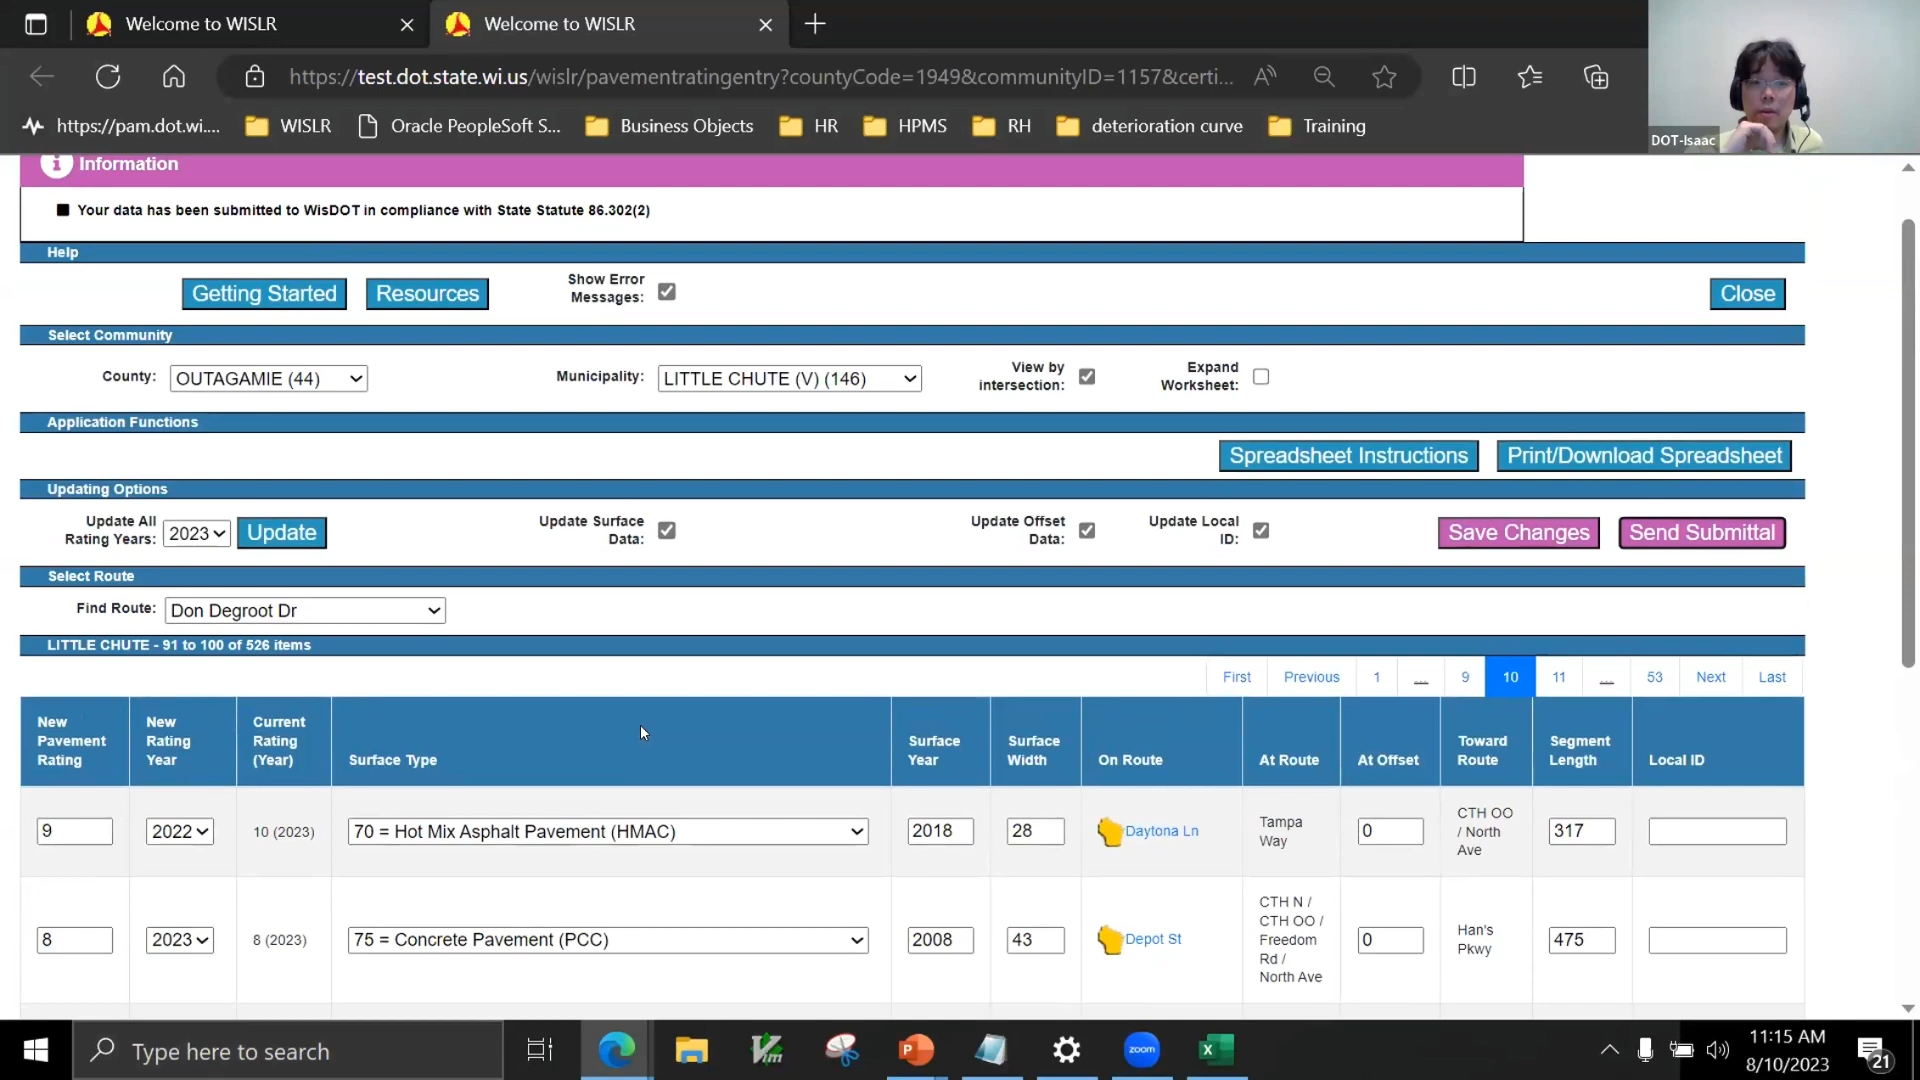 Welcome to WISLR
Welcome to WISLR
https://test.dot.state.wi.us/wislr/pavementratingentry?countyCode=1949&communityID=1157&certi...
https://pam.dot.wi....
WISLR
Oracle PeopleSoft S...
Business Objects
HR
HPMS
RH
deterioration curve
Training
DOT-Isaac
Information
Your data has been submitted to WisDOT in compliance with State Statute 86.302(2)
Help
Getting Started
Resources
Show Error
Messages:
Close
Select Community
County:
OUTAGAMIE (44)
Municipality:
LITTLE CHUTE (V) (146)
View by
intersection:
Expand
Worksheet:
Application Functions
Spreadsheet Instructions
Print/Download Spreadsheet
Updating Options
Update All
Rating Years:
2023
Update
Update Surface
Data:
Update Offset
Data:
Update Local
ID:
Save Changes
Send Submittal
Select Route
Find Route:
Don Degroot Dr
LITTLE CHUTE - 91 to 100 of 526 items
First
Previous
1
...
9
10
11
...
53
Next
Last
New
Pavement
Rating
New
Rating
Year
Current
Rating
(Year)
Surface Type
Surface
Year
Surface
Width
On Route
At Route
At Offset
Toward
Route
Segment
Length
Local ID
9
2022
10 (2023)
70 = Hot Mix Asphalt Pavement (HMAC)
2018
28
Daytona Ln
Tampa
Way
0
CTH OO
/ North
Ave
317
8
2023
8 (2023)
75 = Concrete Pavement (PCC)
2008
43
Depot St
CTH N /
CTH OO /
Freedom
Rd /
North Ave
0
Han's
Pkwy
475
Type here to search
zoom
11:15 AM
8/10/2023
21